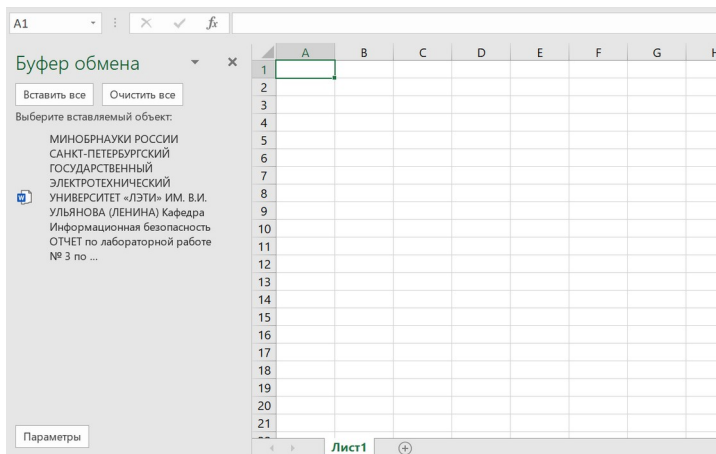 A1 fx
Буфер обмена
Вставить все Очистить все
Выберите вставляемый объект:
МИНОБРНАУКИ РОССИИ
САНКТ-ПЕТЕРБУРГСКИЙ
ГОСУДАРСТВЕННЫЙ
ЭЛЕКТРОТЕХНИЧЕСКИЙ
УНИВЕРСИТЕТ «ЛЭТИ» ИМ. В.И.
УЛЬЯНОВА (ЛЕНИНА) Кафедра
Информационная безопасность
ОТЧЕТ по лабораторной работе
№ 3 по ...
Параметры
A B C D E F G
1
2
3
4
5
6
7
8
9
10
11
12
13
14
15
16
17
18
19
20
21
Лист1